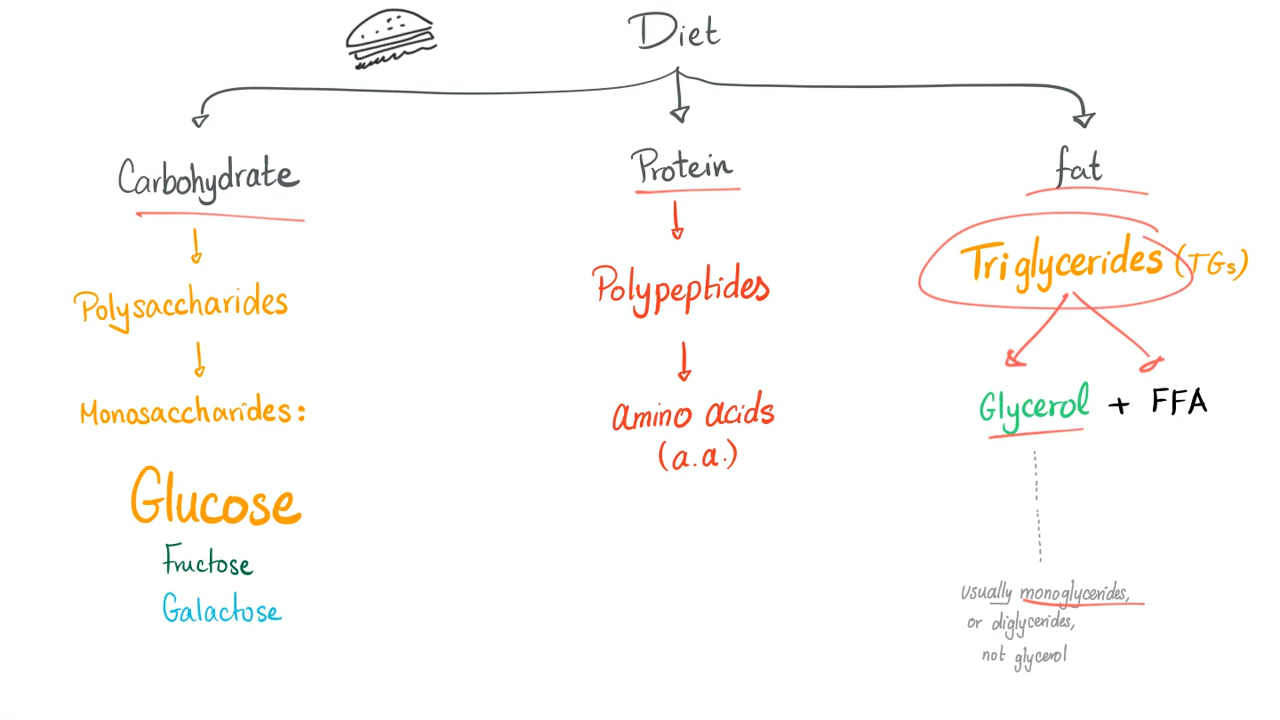 Diet
Carbohydrate
Polysaccharides
Monosaccharides:
Glucose
Fructose
Galactose
Protein
Polypeptides
amino acids
(a.a.)
fat
Triglycerides (TGs)
Glycerol + FFA
usually monoglycerides,
or diglycerides,
not glycerol